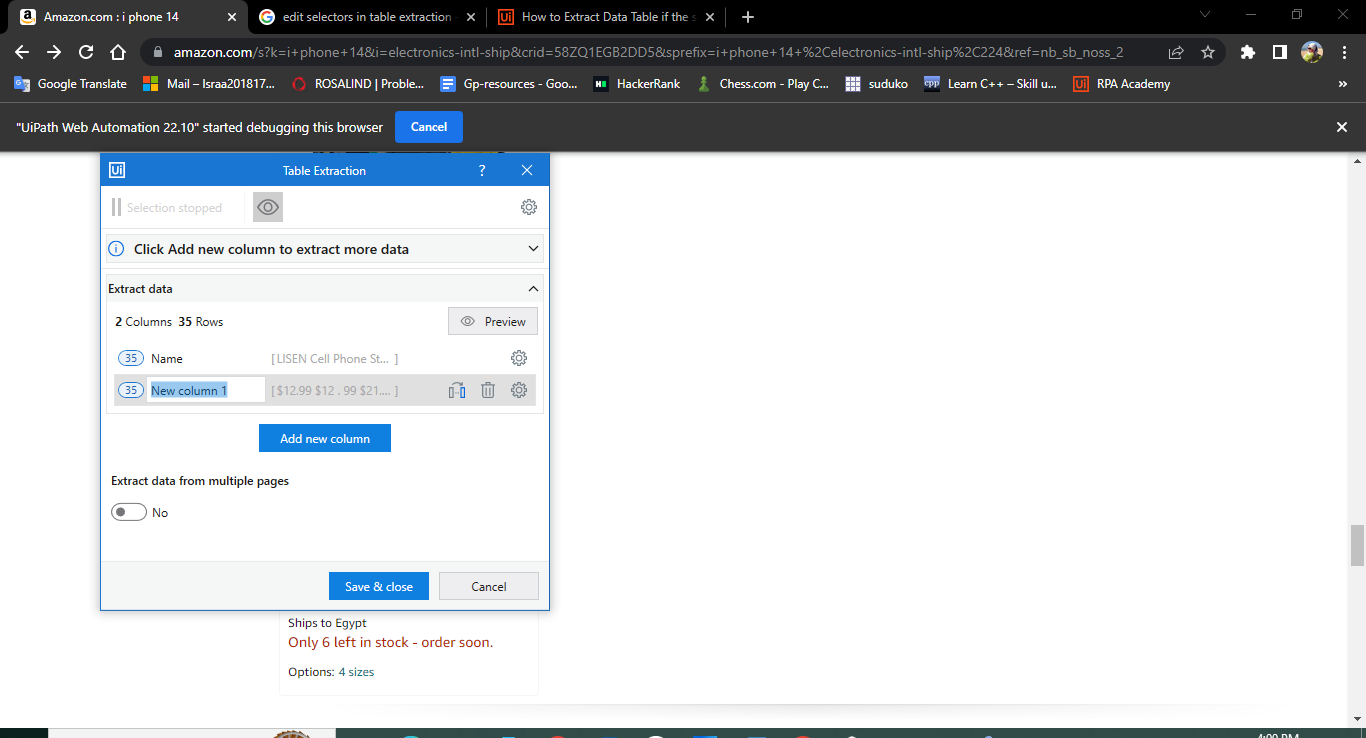 Amazon.com : i phone 14
edit selectors in table extraction
How to Extract Data Table if the s
amazon.com/s?k=i+phone+14&i=electronics-intl-ship&crid=58ZQ1EGB2DD5&sprefix=i+phone+14+%2Celectronics-intl-ship%2C224&ref=nb_sb_noss_2
Google Translate
Mail – Israa201817...
ROSALIND | Proble...
Gp-resources - Goo...
HackerRank
Chess.com - Play C...
suduko
Learn C++ – Skill u...
RPA Academy
"UiPath Web Automation 22.10" started debugging this browser
Cancel
Ui
Table Extraction
?
Selection stopped
Click Add new column to extract more data
Extract data
2 Columns 35 Rows
Preview
35 Name [ LISEN Cell Phone St... ]
35 New column 1 [ $12.99 $12 . 99 $21.... ]
Add new column
Extract data from multiple pages
No
Save & close
Cancel
Ships to Egypt
Only 6 left in stock - order soon.
Options: 4 sizes
4:00 PM